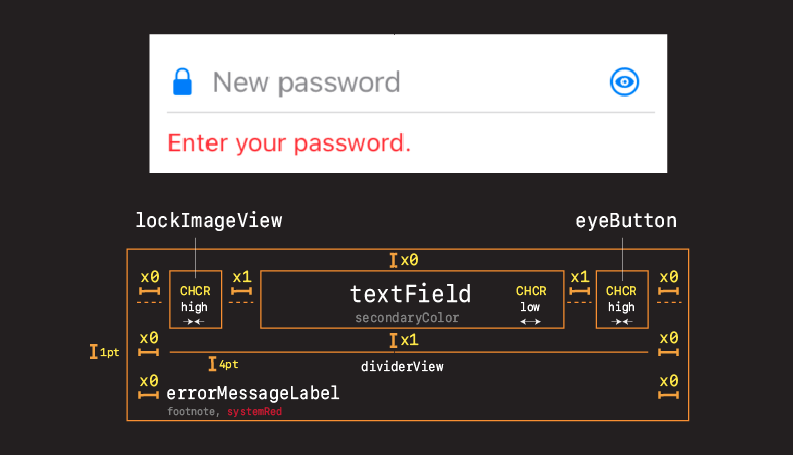 New password
Enter your password.
lockImageView
eyeButton
x0
x0 x1 x1 x0
CHCR
high
textField
secondaryColor
CHCR
low
CHCR
high
x0 x1 x0
1pt
4pt
dividerView
x0 x0
errorMessageLabel
footnote, systemRed